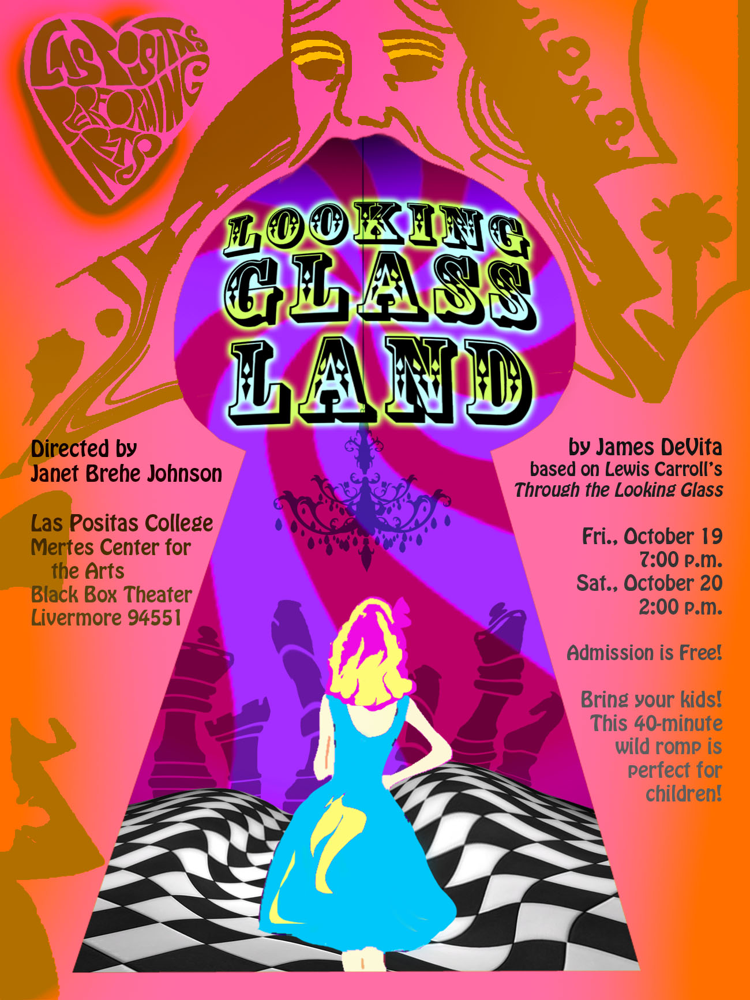 LAS POSITAS
PERFORMING
ARTS
LOOKING
GLASS
LAND
Directed by
Janet Brehe Johnson
Las Positas College
Mertes Center for
the Arts
Black Box Theater
Livermore 94551
by James DeVita
based on Lewis Carroll's
Through the Looking Glass
Fri., October 19
7:00 p.m.
Sat., October 20
2:00 p.m.
Admission is Free!
Bring your kids!
This 40-minute
wild romp is
perfect for
children!